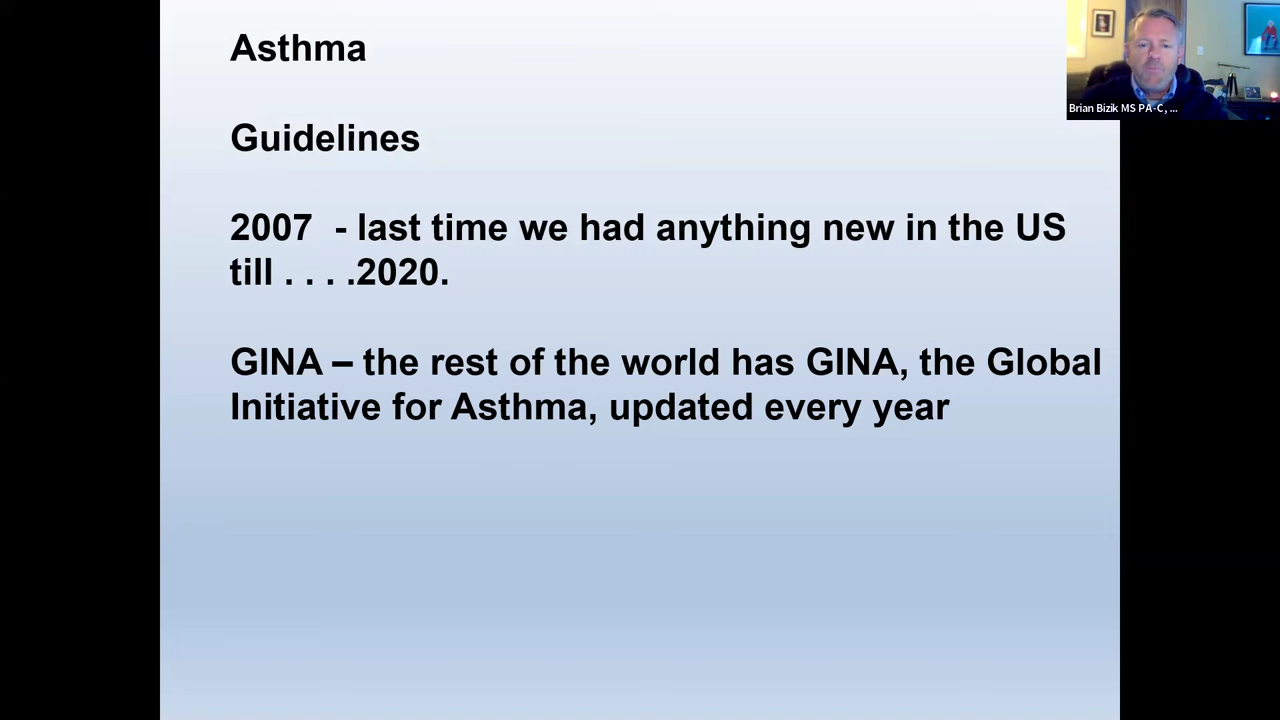 Asthma
Guidelines
2007  - last time we had anything new in the US
till . . . .2020.
GINA – the rest of the world has GINA, the Global
Initiative for Asthma, updated every year
Brian Bizik MS PA-C, ...